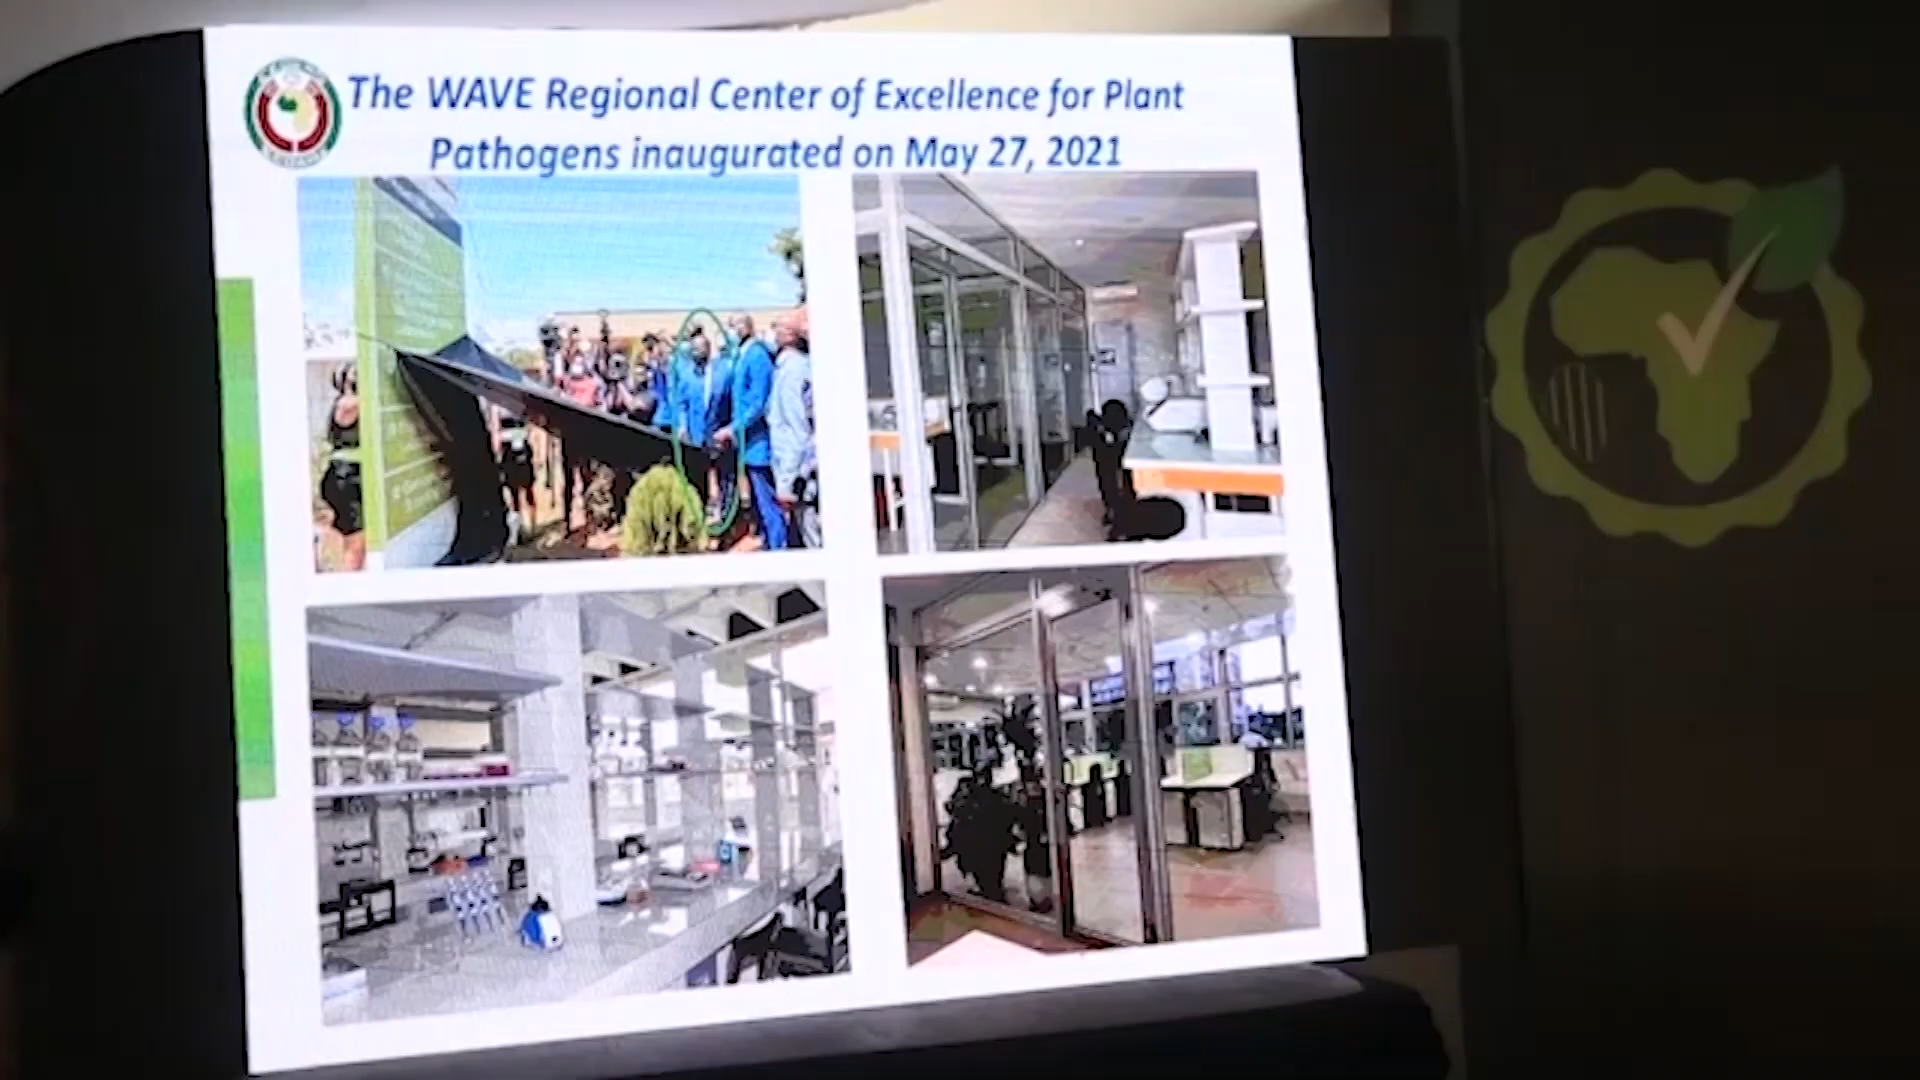 The WAVE Regional Center of Excellence for Plant
Pathogens inaugurated on May 27, 2021